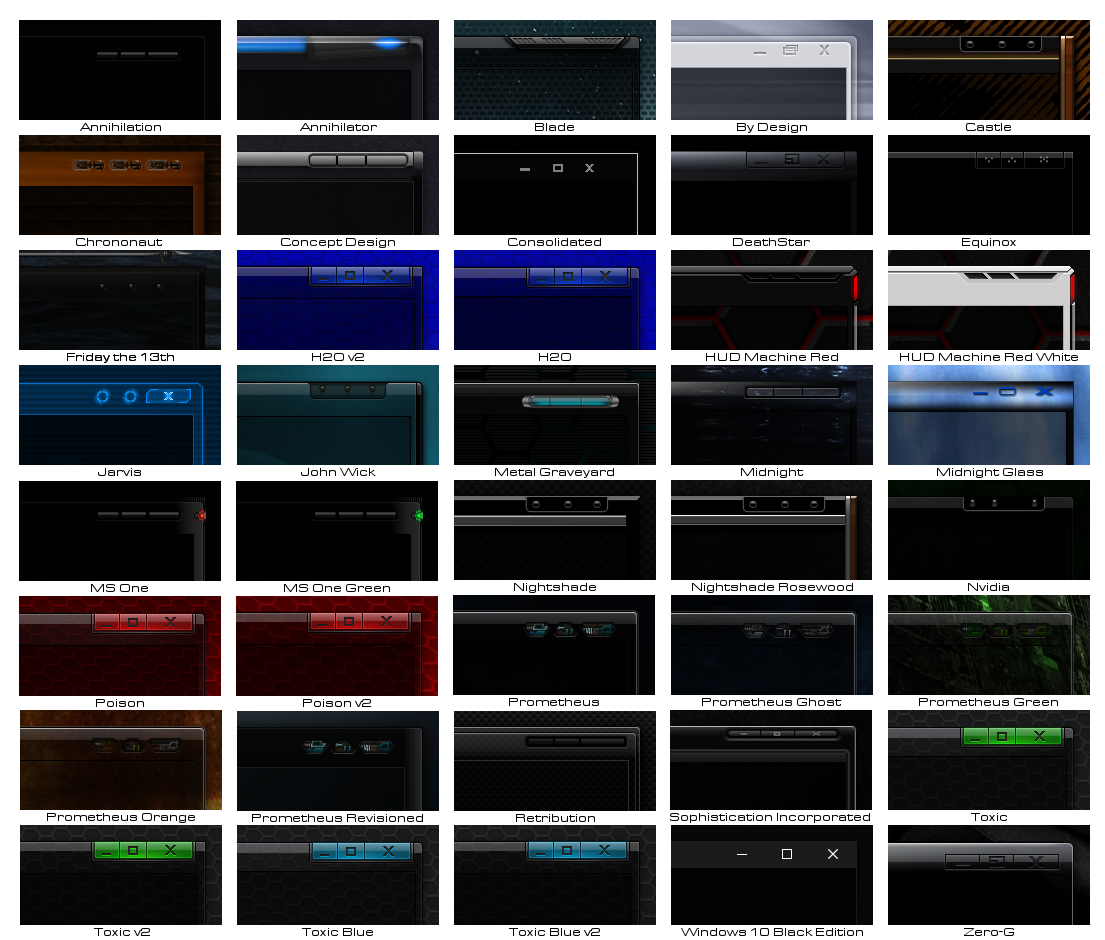 Annihilation Annihilator Blade By Design Castle
Chrononaut Concept Design Consolidated DeathStar Equinox
Friday the 13th H2O v2 H2O HUD Machine Red HUD Machine Red White
Jarvis John Wick Metal Graveyard Midnight Midnight Glass
MS One MS One Green Nightshade Nightshade Rosewood Nvidia
Poison Poison v2 Prometheus Prometheus Ghost Prometheus Green
Prometheus Orange Prometheus Revisioned Retribution Sophistication Incorporated Toxic
Toxic v2 Toxic Blue Toxic Blue v2 Windows 10 Black Edition Zero-G